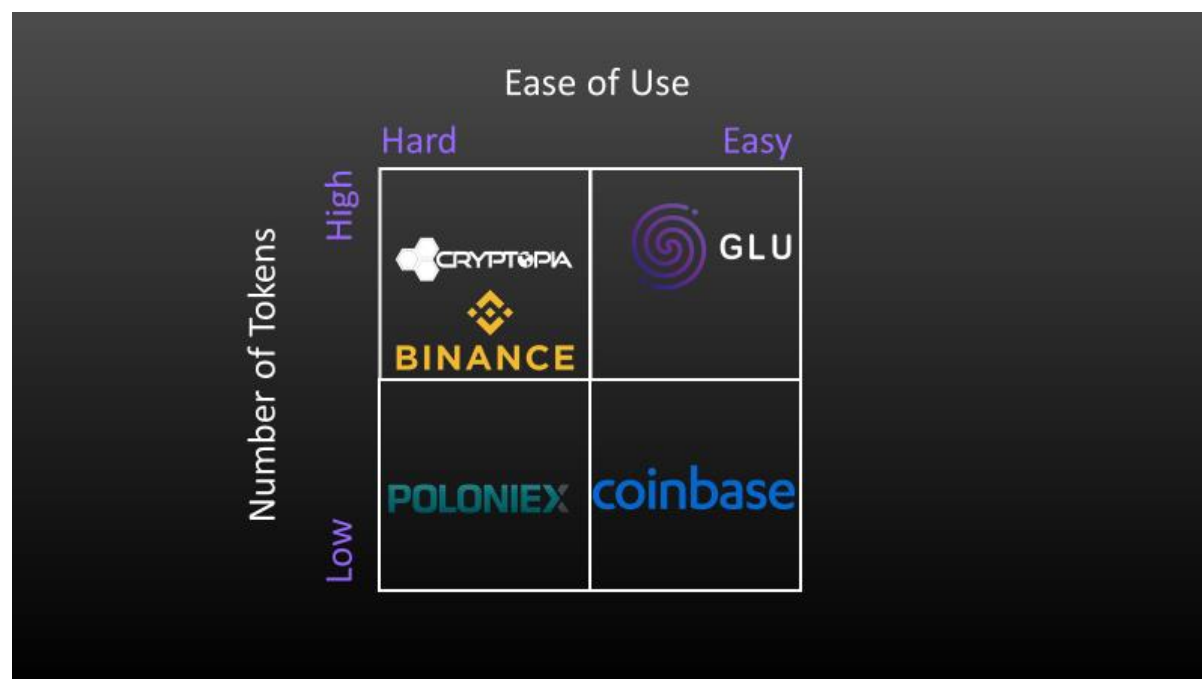 Ease of Use
Hard Easy
Number of Tokens
High
CRYPTOPIA
GLU
BINANCE
Low
POLONIEX
coinbase